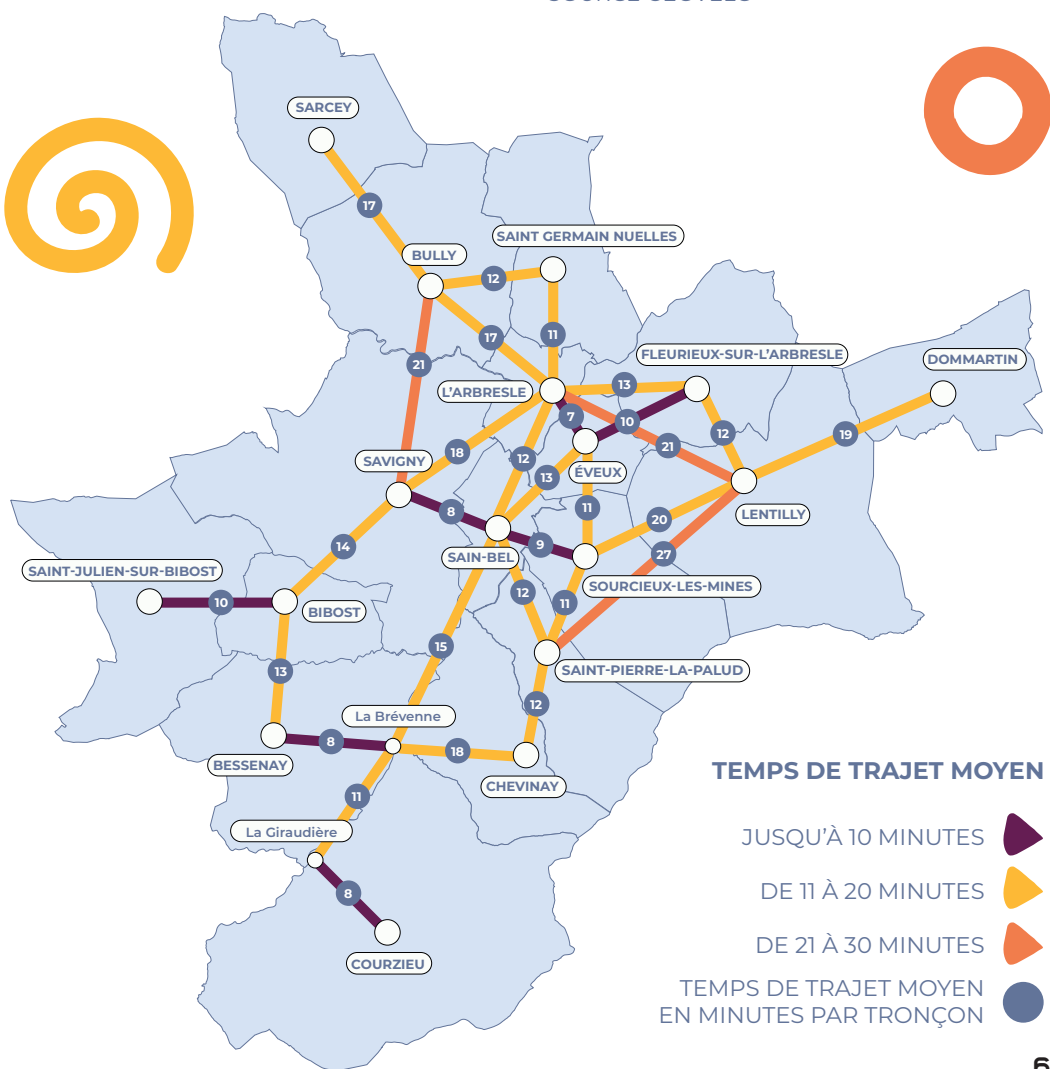 SARCEY
17
SAINT GERMAIN NUELLES
BULLY
12
17
11
21
FLEURIEUX-SUR-L'ARBRESLE
DOMMARTIN
L'ARBRESLE
13
7
10
12
19
18
12
21
SAVIGNY
13
ÉVEUX
8
11
20
LENTILLY
14
9
27
SAIN-BEL
SAINT-JULIEN-SUR-BIBOST
12
SOURCIEUX-LES-MINES
10
11
BIBOST
15
13
SAINT-PIERRE-LA-PALUD
12
La Brévenne
8
18
BESSENAY
CHEVINAY
11
La Giraudière
8
COURZIEU
TEMPS DE TRAJET MOYEN
JUSQU'À 10 MINUTES
DE 11 À 20 MINUTES
DE 21 À 30 MINUTES
TEMPS DE TRAJET MOYEN
EN MINUTES PAR TRONÇON